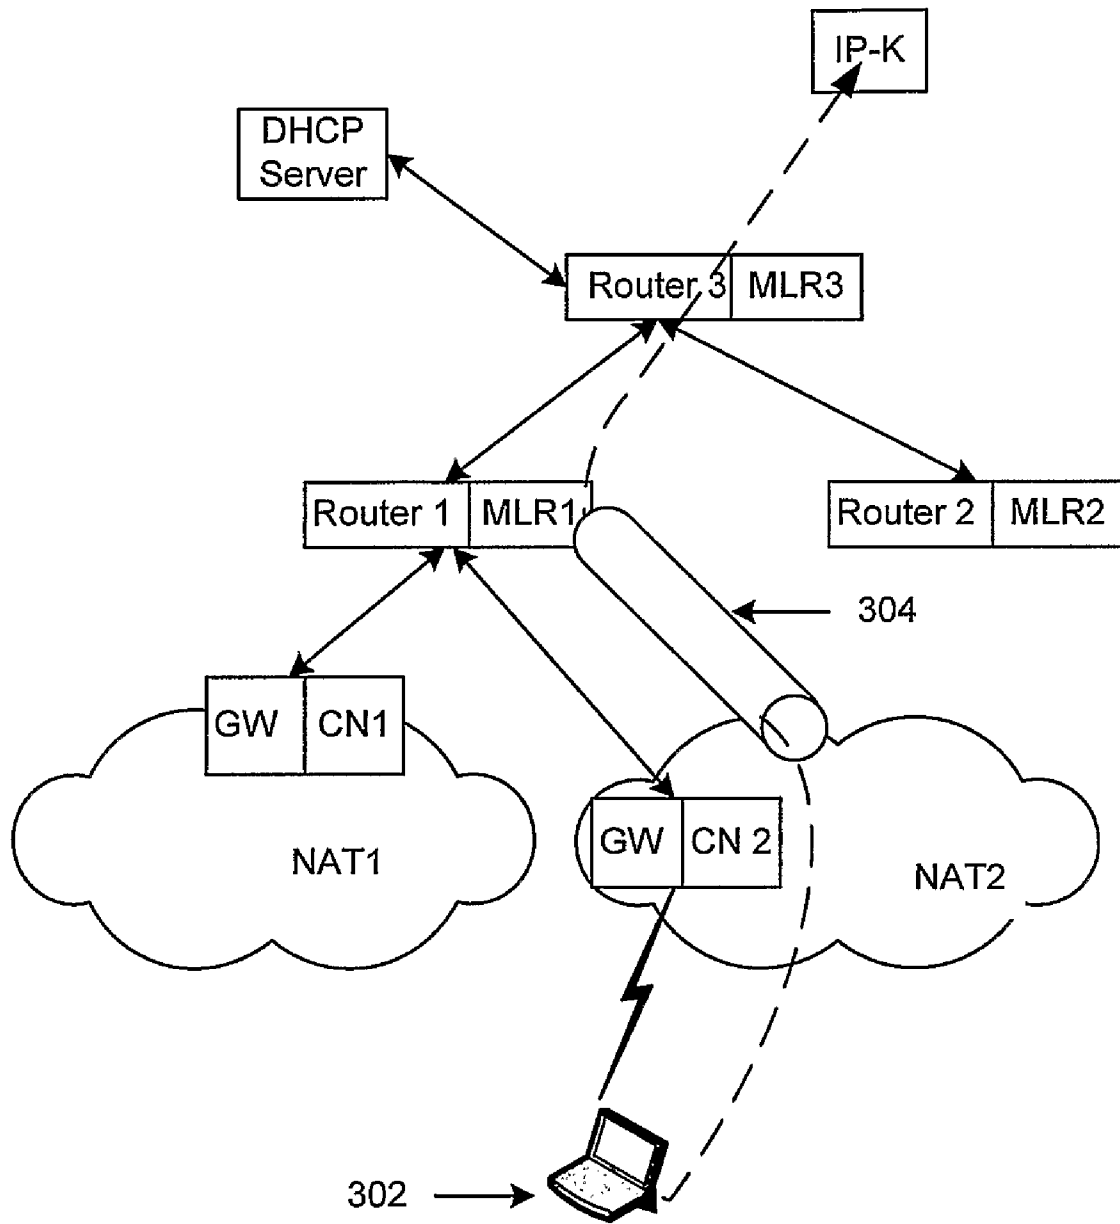 IP-K
DHCP
Server
Router 3
MLR3
Router 1
MLR1
Router 2
MLR2
304
GW
CN1
GW
CN 2
NAT1
NAT2
302